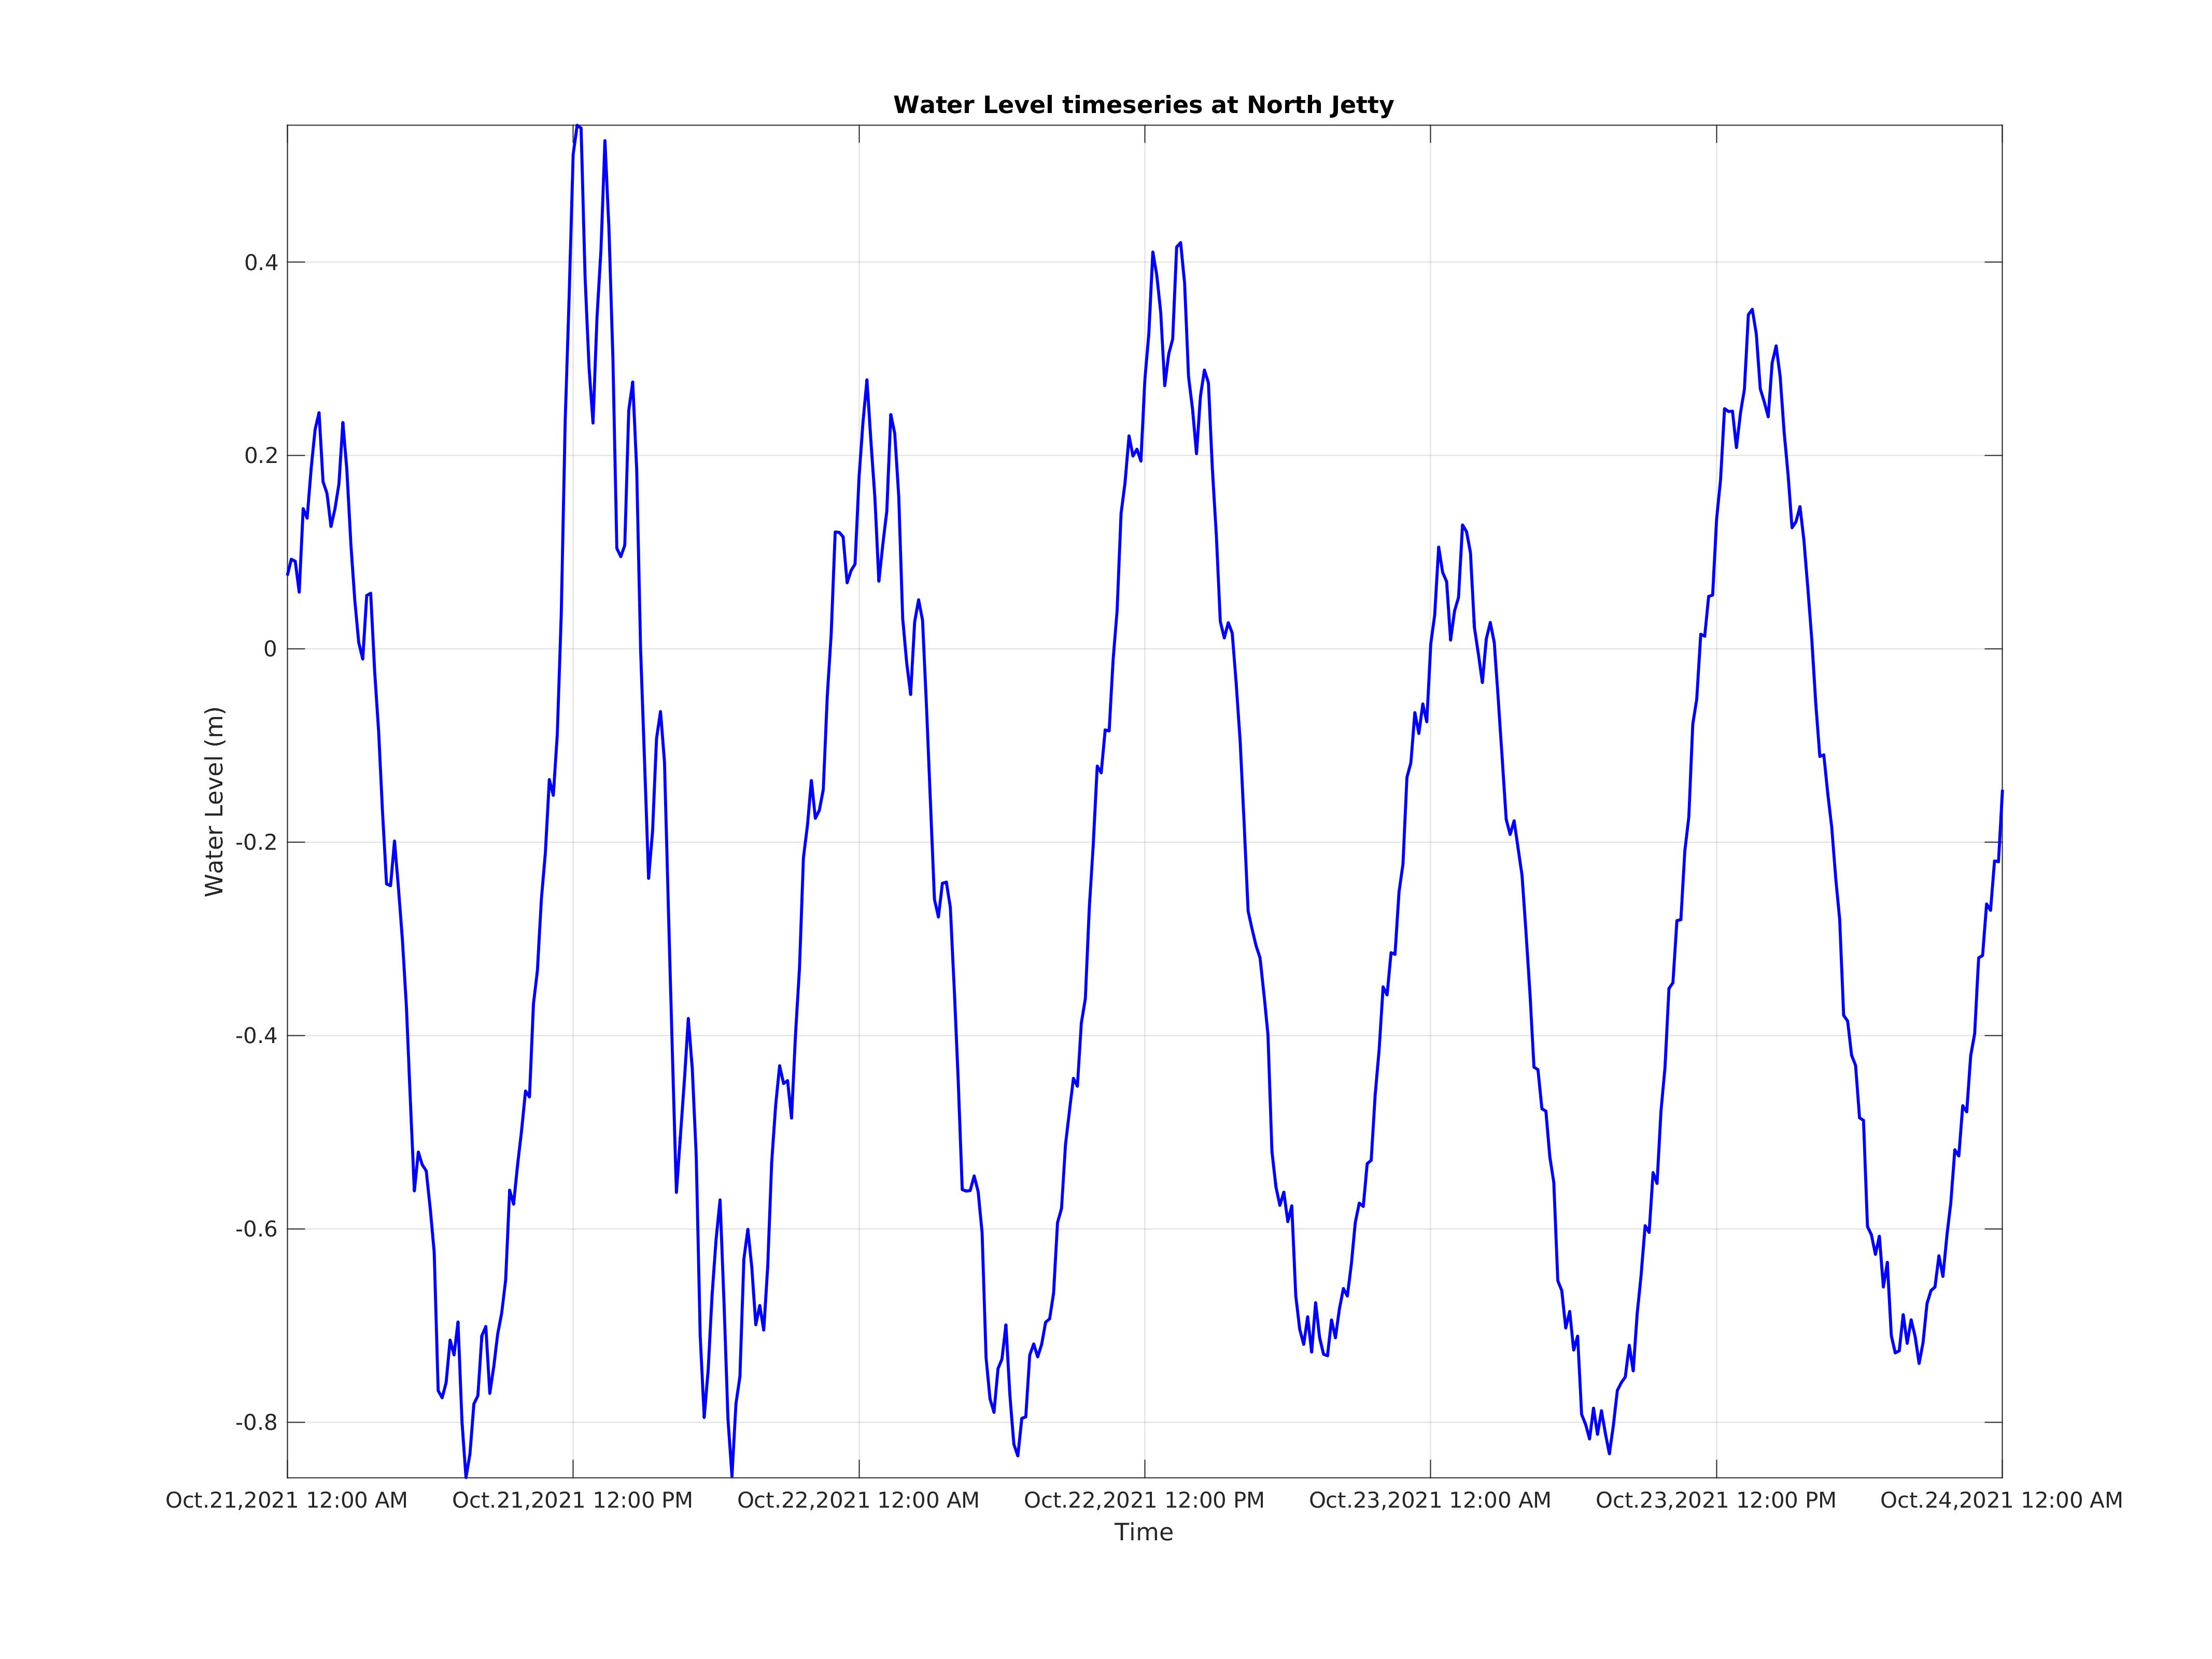 Water Level timeseries at North Jetty
0.4
0.2
0
-0.2
-0.4
-0.6
-0.8
Water Level (m)
Oct.21,2021 12:00 AM Oct.21,2021 12:00 PM Oct.22,2021 12:00 AM Oct.22,2021 12:00 PM Oct.23,2021 12:00 AM Oct.23,2021 12:00 PM Oct.24,2021 12:00 AM
Time